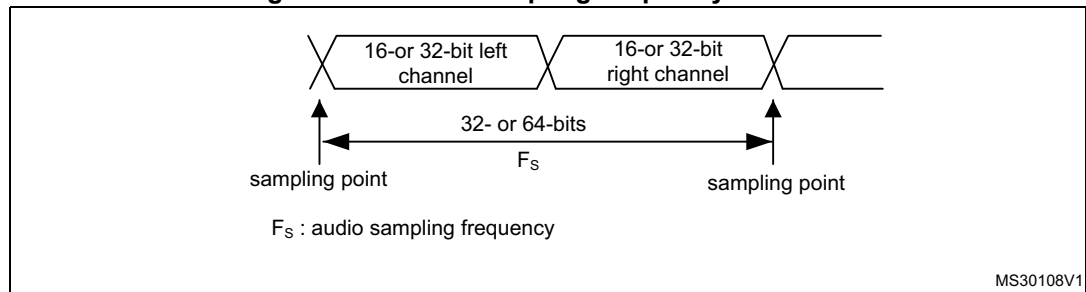 16-or 32-bit left
channel
16-or 32-bit
right channel
32- or 64-bits
FS
sampling point
sampling point
FS : audio sampling frequency
MS30108V1